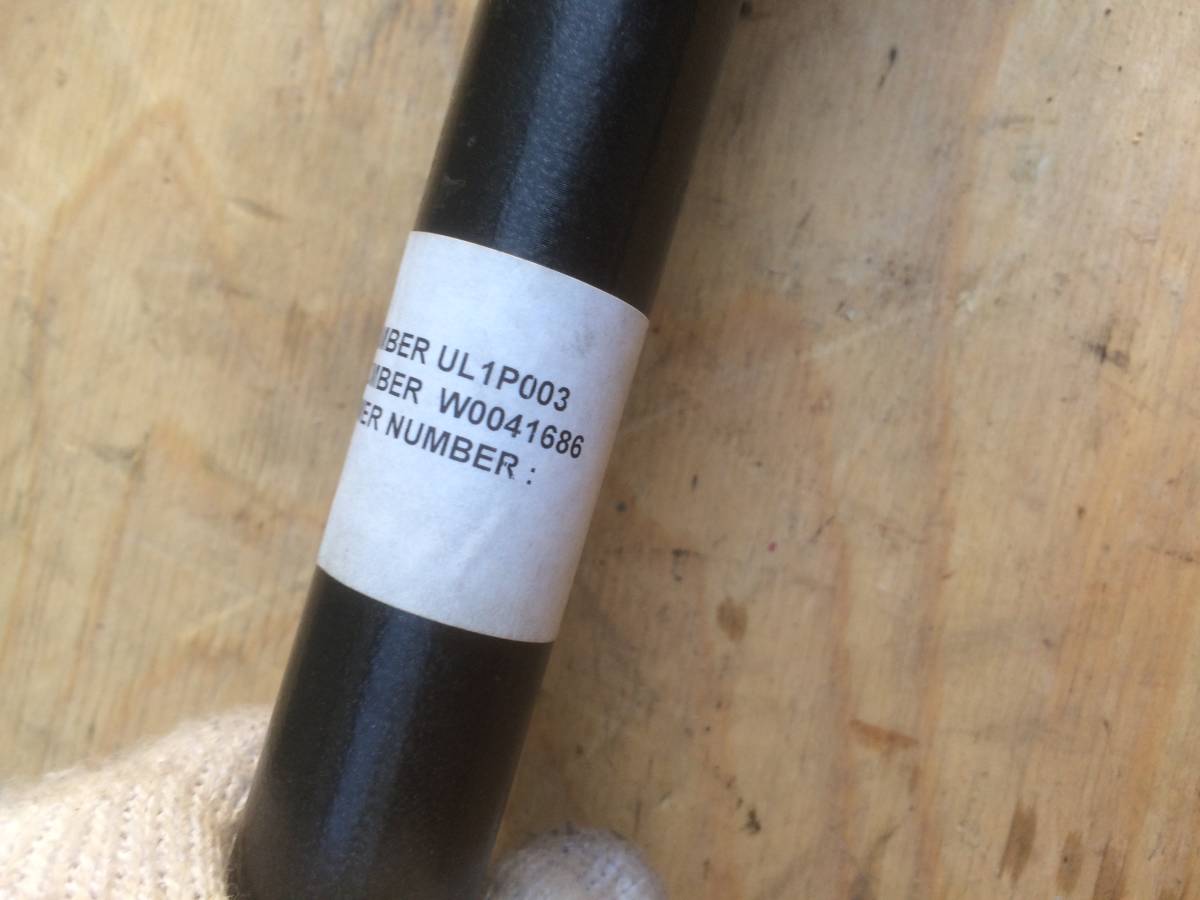 MBER UL1P003
MBER W0041686
ER NUMBER :